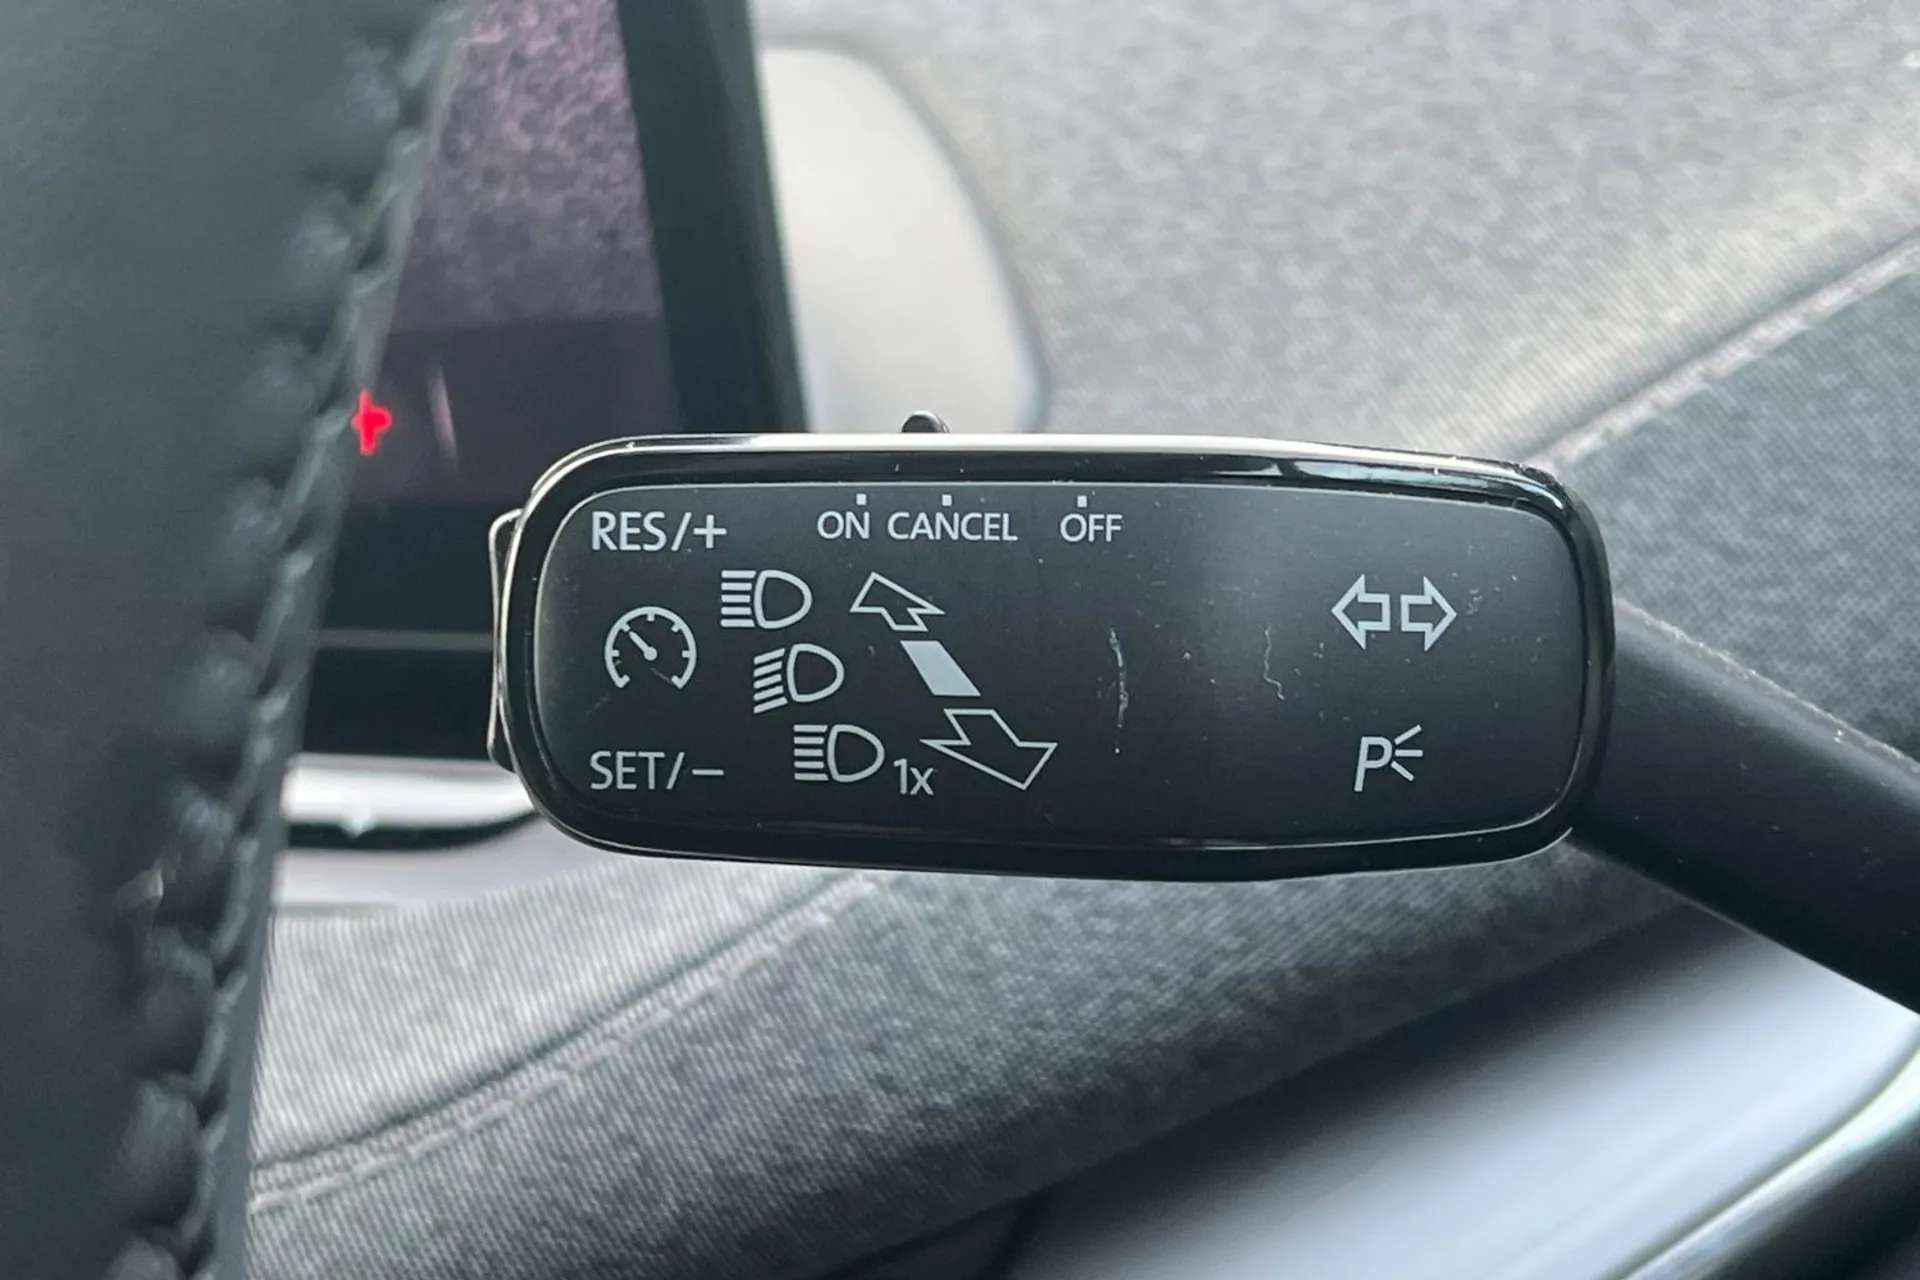 RES/+ ON CANCEL OFF
SET/− 1x
P